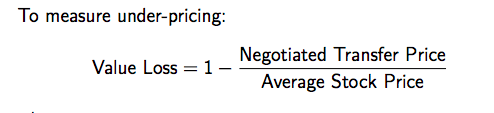 To measure under-pricing:
Value Loss = 1 − Negotiated Transfer Price / Average Stock Price